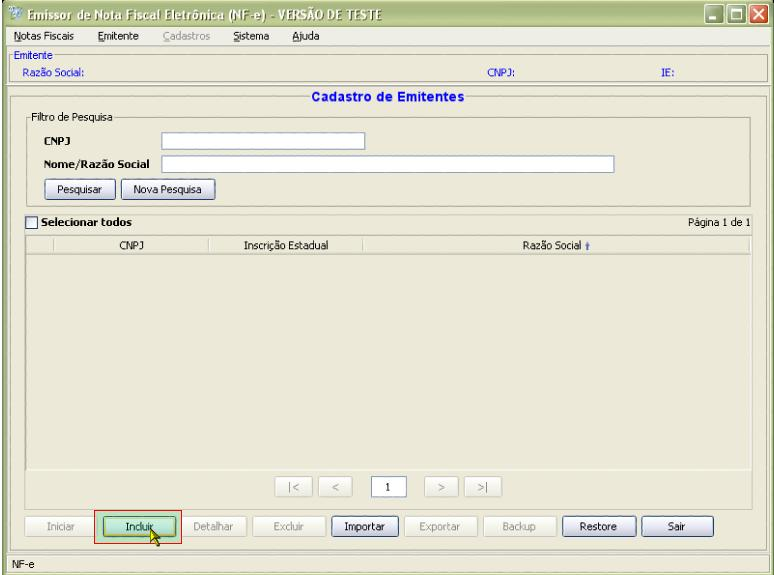 Emissor de Nota Fiscal Eletrônica (NF-e) - VERSÃO DE TESTE
Notas Fiscais Emitente Cadastros Sistema Ajuda
Emitente
Razão Social: CNPJ: IE:
Cadastro de Emitentes
Filtro de Pesquisa
CNPJ
Nome/Razão Social
Pesquisar Nova Pesquisa
Selecionar todos Página 1 de 1
CNPJ Inscrição Estadual Razão Social
|< < 1 > >|
Iniciar Incluir Detalhar Excluir Importar Exportar Backup Restore Sair
NF-e